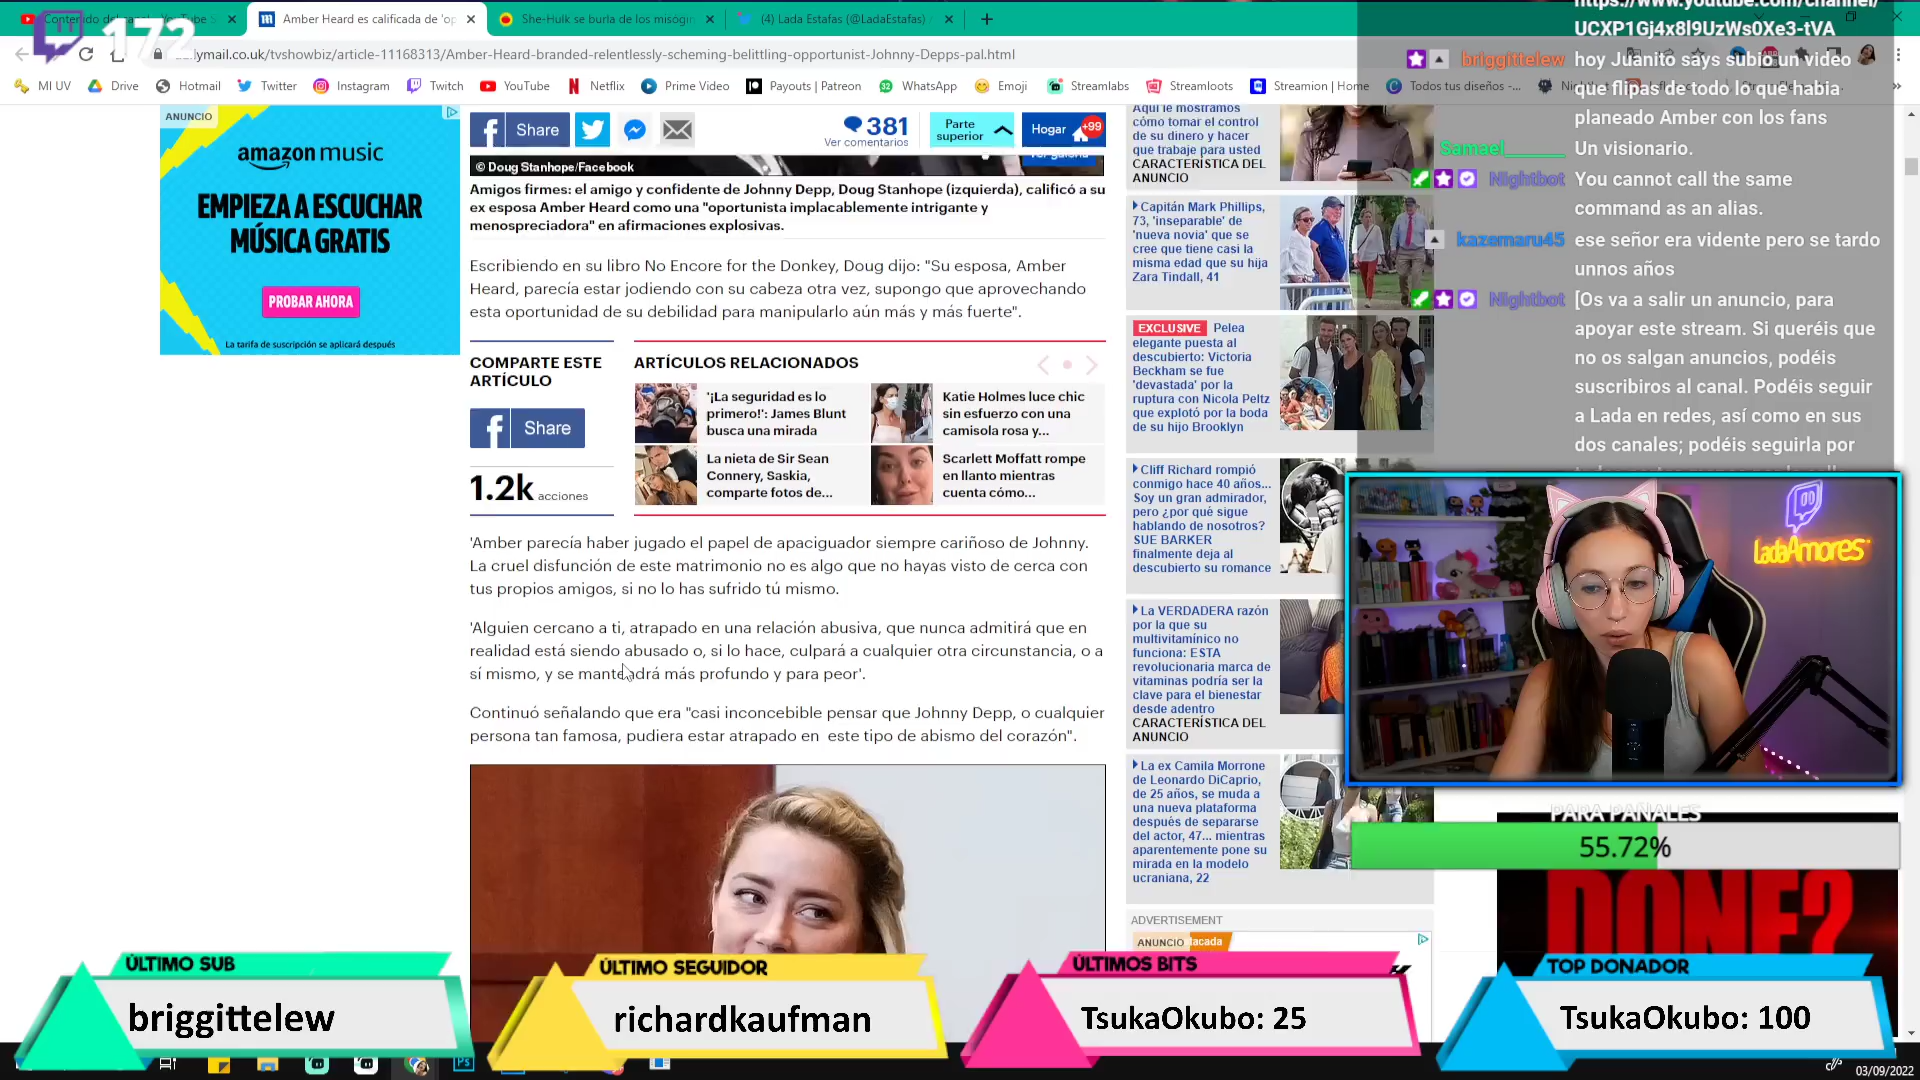 172
Contenido del canal - YouTube S
Amber Heard es calificada de 'op
She-Hulk se burla de los misógin
(4) Lada Estafas (@LadaEstafas) /
lymail.co.uk/tvshowbiz/article-11168313/Amber-Heard-branded-relentlessly-scheming-belittling-opportunist-Johnny-Depps-pal.html
MI UV
Drive
Hotmail
Twitter
Instagram
Twitch
YouTube
Netflix
Prime Video
Payouts | Patreon
WhatsApp
Emoji
Streamlabs
Streamloots
Streamion | Home
Todos tus diseños -...
ANUNCIO
amazon music
EMPIEZA A ESCUCHAR
MÚSICA GRATIS
PROBAR AHORA
La tarifa de suscripción se aplicará después
Share
381
Ver comentarios
Parte
superior
Hogar
+99
© Doug Stanhope/Facebook
Amigos firmes: el amigo y confidente de Johnny Depp, Doug Stanhope (izquierda), calificó a su
ex esposa Amber Heard como una "oportunista implacablemente intrigante y
menospreciadora" en afirmaciones explosivas.
Escribiendo en su libro No Encore for the Donkey, Doug dijo: "Su esposa, Amber
Heard, parecía estar jodiendo con su cabeza otra vez, supongo que aprovechando
esta oportunidad de su debilidad para manipularlo aún más y más fuerte".
COMPARTE ESTE
ARTÍCULO
Share
1.2k acciones
ARTÍCULOS RELACIONADOS
'¡La seguridad es lo
primero!': James Blunt
busca una mirada
Katie Holmes luce chic
sin esfuerzo con una
camisola rosa y...
La nieta de Sir Sean
Connery, Saskia,
comparte fotos de...
Scarlett Moffatt rompe
en llanto mientras
cuenta cómo...
'Amber parecía haber jugado el papel de apaciguador siempre cariñoso de Johnny.
La cruel disfunción de este matrimonio no es algo que no hayas visto de cerca con
tus propios amigos, si no lo has sufrido tú mismo.
'Alguien cercano a ti, atrapado en una relación abusiva, que nunca admitirá que en
realidad está siendo abusado o, si lo hace, culpará a cualquier otra circunstancia, o a
sí mismo, y se mantendrá más profundo y para peor'.
Continuó señalando que era "casi inconcebible pensar que Johnny Depp, o cualquier
persona tan famosa, pudiera estar atrapado en este tipo de abismo del corazón".
Aquí le mostramos
cómo tomar el control
de su dinero y hacer
que trabaje para usted
CARACTERÍSTICA DEL
ANUNCIO
Capitán Mark Phillips,
73, 'inseparable' de
'nueva novia' que se
cree que tiene casi la
misma edad que su hija
Zara Tindall, 41
EXCLUSIVE Pelea
elegante puesta al
descubierto: Victoria
Beckham se fue
'devastada' por la
ruptura con Nicola Peltz
que explotó por la boda
de su hijo Brooklyn
Cliff Richard rompió
conmigo hace 40 años...
Soy un gran admirador,
pero ¿por qué sigue
hablando de nosotros?
SUE BARKER
finalmente deja al
descubierto su romance
La VERDADERA razón
por la que su
multivitamínico no
funciona: ESTA
revolucionaria marca de
vitaminas podría ser la
clave para el bienestar
desde adentro
CARACTERÍSTICA DEL
ANUNCIO
La ex Camila Morrone
de Leonardo DiCaprio,
de 25 años, se muda a
una nueva plataforma
después de separarse
del actor, 47... mientras
aparentemente pone su
mirada en la modelo
ucraniana, 22
ADVERTISEMENT
ANUNCIO
https://www.youtube.com/channel/
UCXP1Gj4x8l9UzWs0Xe3-tVA
briggittelew hoy Juanito says subió un video
que flipas de todo lo que habia
planeado Amber con los fans
Samael______ Un visionario.
Nightbot You cannot call the same
command as an alias.
kazemaru45 ese señor era vidente pero se tardo
unnos años
Nightbot [Os va a salir un anuncio, para
apoyar este stream. Si queréis que
no os salgan anuncios, podéis
suscribiros al canal. Podéis seguir
a Lada en redes, así como en sus
dos canales; podéis seguirla por
LadaAmores
PARA PAÑALES
55.72%
DONE?
ÚLTIMO SUB
briggittelew
ÚLTIMO SEGUIDOR
richardkaufman
ÚLTIMOS BITS
TsukaOkubo: 25
TOP DONADOR
TsukaOkubo: 100
03/09/2022